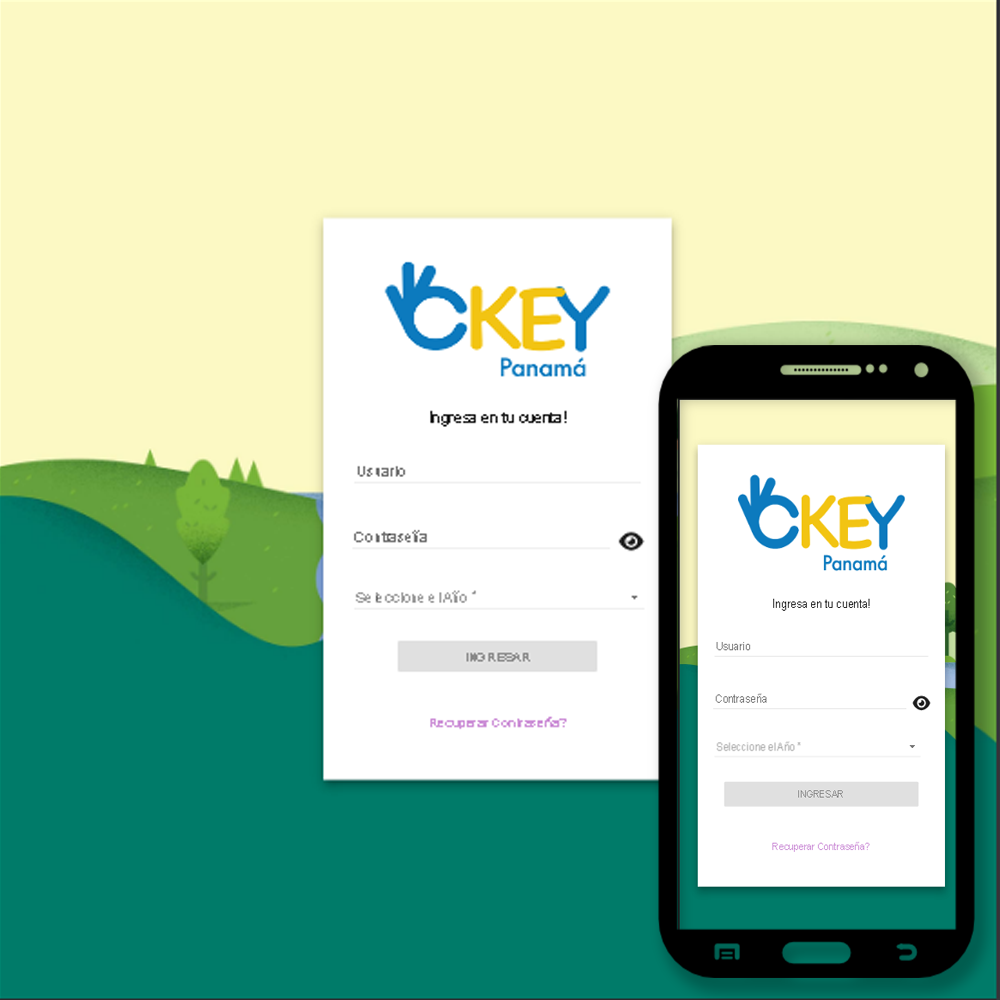 OKEY
Panamá
Ingresa en tu cuenta!
Usuario
Contraseña
Seleccione el Año *
INGRESAR
Recuperar Contraseña?
OKEY
Panamá
Ingresa en tu cuenta!
Usuario
Contraseña
Seleccione el Año *
INGRESAR
Recuperar Contraseña?